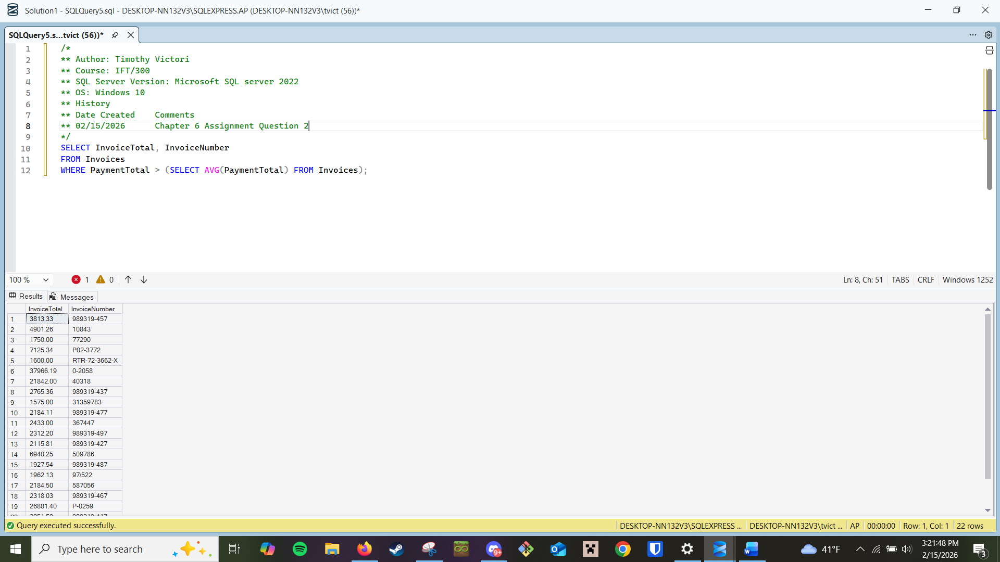 Solution1 - SQLQuery5.sql - DESKTOP-NN132V3\SQLEXPRESS.AP (DESKTOP-NN132V3\tvict (56))*
SQLQuery5.s...tvict (56))*
1 /*
2 ** Author: Timothy Victori
3 ** Course: IFT/300
4 ** SQL Server Version: Microsoft SQL server 2022
5 ** OS: Windows 10
6 ** History
7 ** Date Created    Comments
8 ** 02/15/2026      Chapter 6 Assignment Question 2
9 */
10 SELECT InvoiceTotal, InvoiceNumber
11 FROM Invoices
12 WHERE PaymentTotal > (SELECT AVG(PaymentTotal) FROM Invoices);
100 % 1 0 Ln: 8, Ch: 51 TABS CRLF Windows 1252
Results Messages
InvoiceTotal InvoiceNumber
1 3813.33 989319-457
2 4901.26 10843
3 1750.00 77290
4 7125.34 P02-3772
5 1600.00 RTR-72-3662-X
6 37966.19 0-2058
7 21842.00 40318
8 2765.36 989319-437
9 1575.00 31359783
10 2184.11 989319-477
11 2433.00 367447
12 2312.20 989319-497
13 2115.81 989319-427
14 6940.25 509786
15 1927.54 989319-487
16 1962.13 97/522
17 2184.50 587056
18 2318.03 989319-467
19 26881.40 P-0259
Query executed successfully. DESKTOP-NN132V3\SQLEXPRESS ... DESKTOP-NN132V3\tvict ... AP 00:00:00 Row: 1, Col: 1 22 rows
Type here to search 9+ 41°F 3:21:48 PM
2/15/2026 3